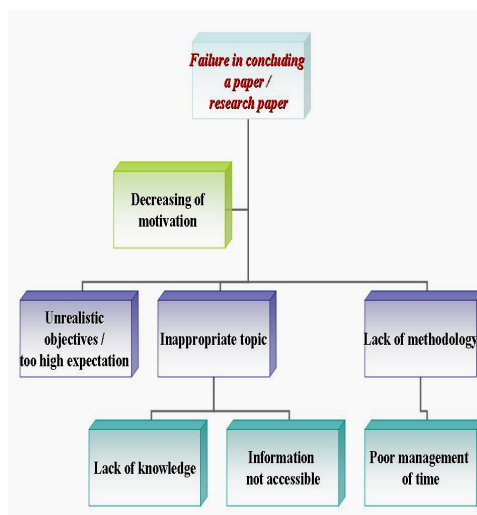 Failure in concluding
a paper /
research paper
Decreasing of
motivation
Unrealistic
objectives /
too high expectation
Inappropriate topic
Lack of methodology
Lack of knowledge
Information
not accessible
Poor management
of time